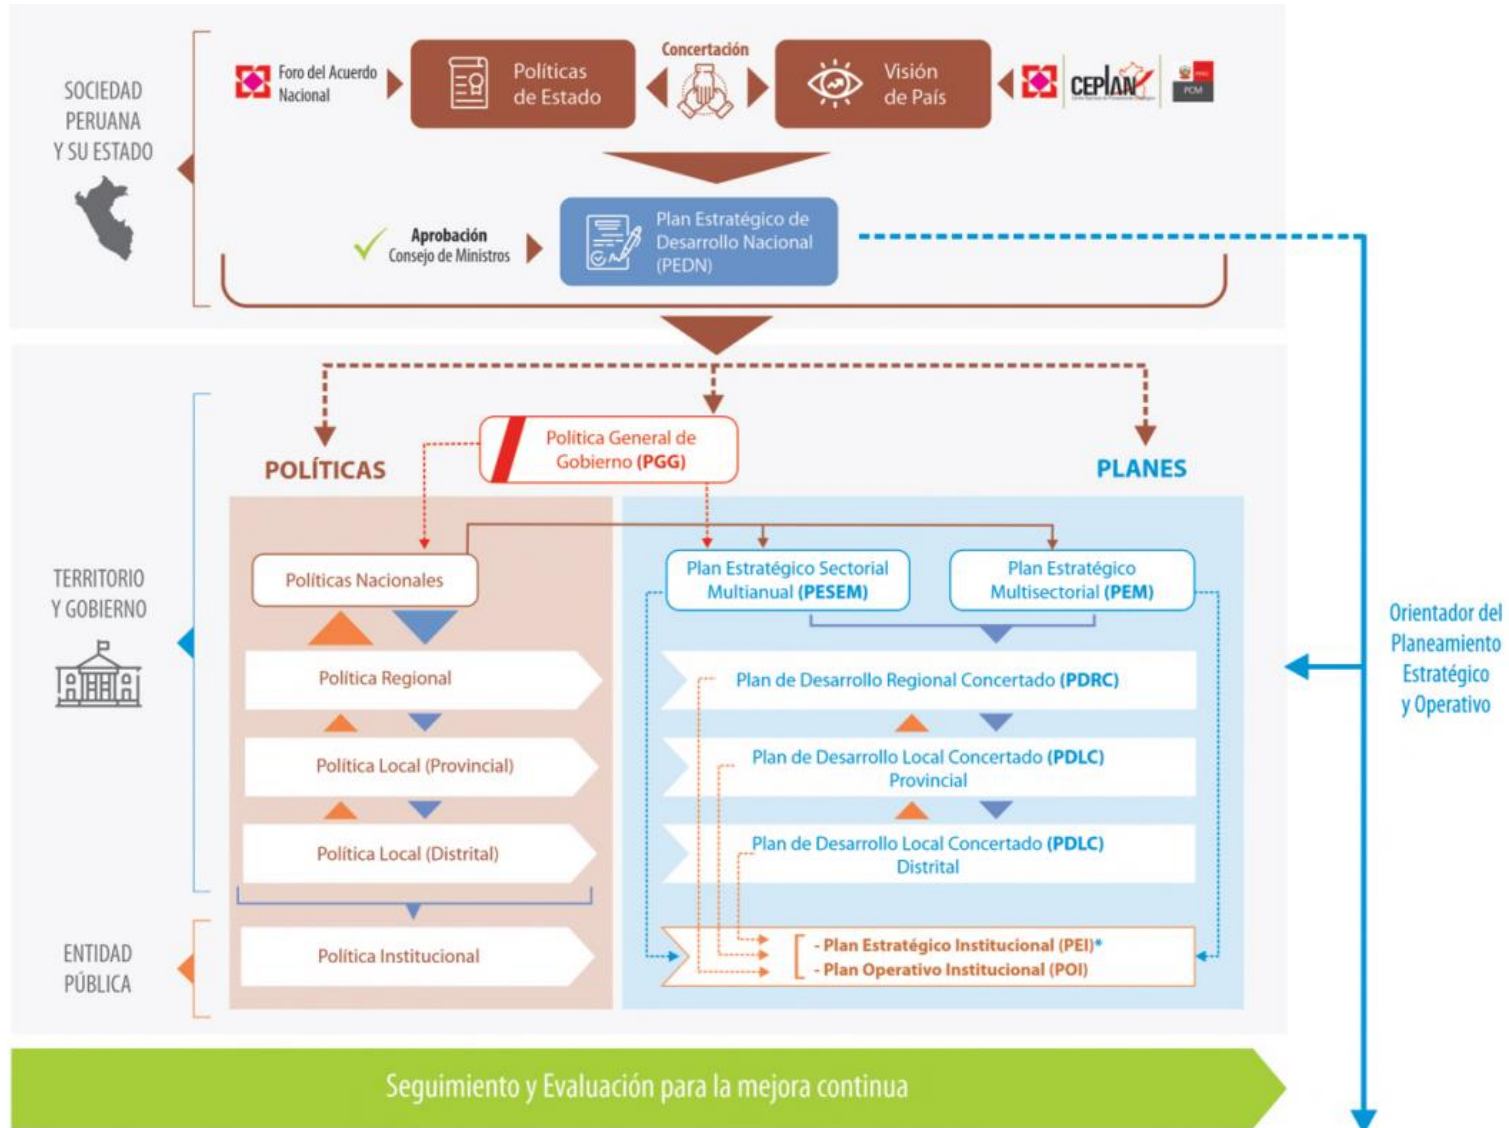 SOCIEDAD
PERUANA
Y SU ESTADO
Foro del Acuerdo
Nacional
Políticas
de Estado
Concertación
Visión
de País
CEPLAN
PERÚ
PCM
Aprobación
Consejo de Ministros
Plan Estratégico de
Desarrollo Nacional
(PEDN)
Política General de
Gobierno (PGG)
POLÍTICAS
PLANES
TERRITORIO
Y GOBIERNO
Políticas Nacionales
Plan Estratégico Sectorial
Multianual (PESEM)
Plan Estratégico
Multisectorial (PEM)
Política Regional
Plan de Desarrollo Regional Concertado (PDRC)
Política Local (Provincial)
Plan de Desarrollo Local Concertado (PDLC)
Provincial
Política Local (Distrital)
Plan de Desarrollo Local Concertado (PDLC)
Distrital
Orientador del
Planeamiento
Estratégico
y Operativo
ENTIDAD
PÚBLICA
Política Institucional
- Plan Estratégico Institucional (PEI)*
- Plan Operativo Institucional (POI)
Seguimiento y Evaluación para la mejora continua